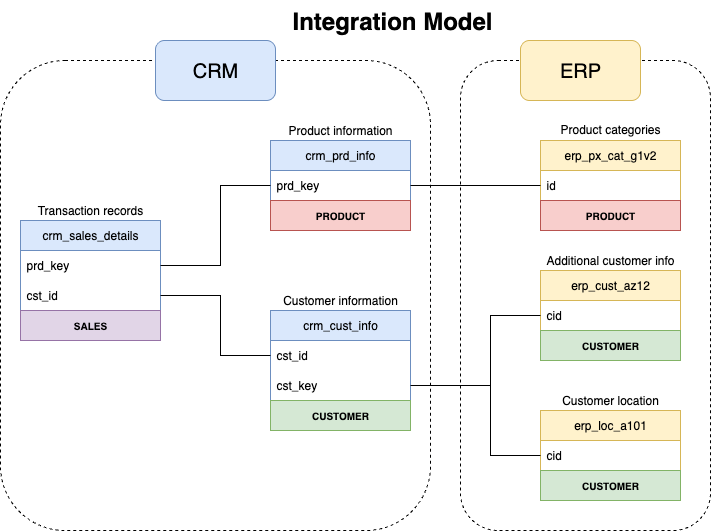 Integration Model
CRM
ERP
Product information
crm_prd_info
prd_key
PRODUCT
Product categories
erp_px_cat_g1v2
id
PRODUCT
Transaction records
crm_sales_details
prd_key
cst_id
SALES
Customer information
crm_cust_info
cst_id
cst_key
CUSTOMER
Additional customer info
erp_cust_az12
cid
CUSTOMER
Customer location
erp_loc_a101
cid
CUSTOMER